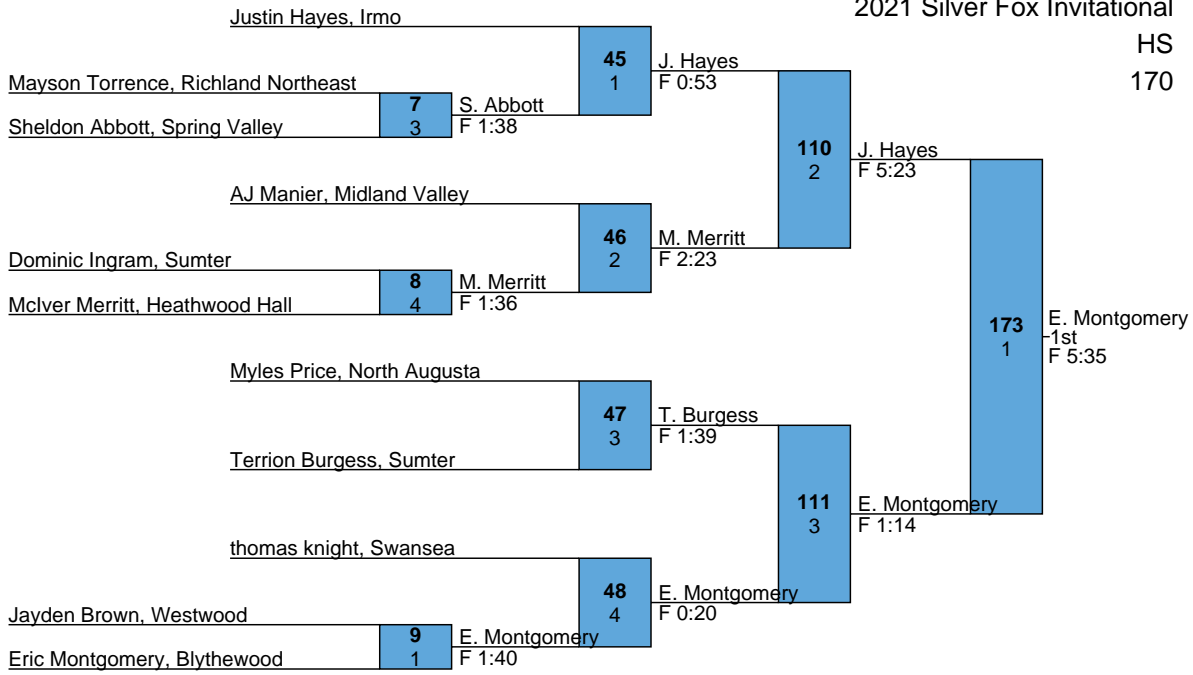 2021 Silver Fox Invitational
HS
170
Justin Hayes, Irmo
45
1
J. Hayes
F 0:53
Mayson Torrence, Richland Northeast
7
3
S. Abbott
F 1:38
Sheldon Abbott, Spring Valley
110
2
J. Hayes
F 5:23
AJ Manier, Midland Valley
46
2
M. Merritt
F 2:23
Dominic Ingram, Sumter
8
4
M. Merritt
F 1:36
McIver Merritt, Heathwood Hall
173
1
E. Montgomery
1st
F 5:35
Myles Price, North Augusta
47
3
T. Burgess
F 1:39
Terrion Burgess, Sumter
111
3
E. Montgomery
F 1:14
thomas knight, Swansea
48
4
E. Montgomery
F 0:20
Jayden Brown, Westwood
9
1
E. Montgomery
F 1:40
Eric Montgomery, Blythewood